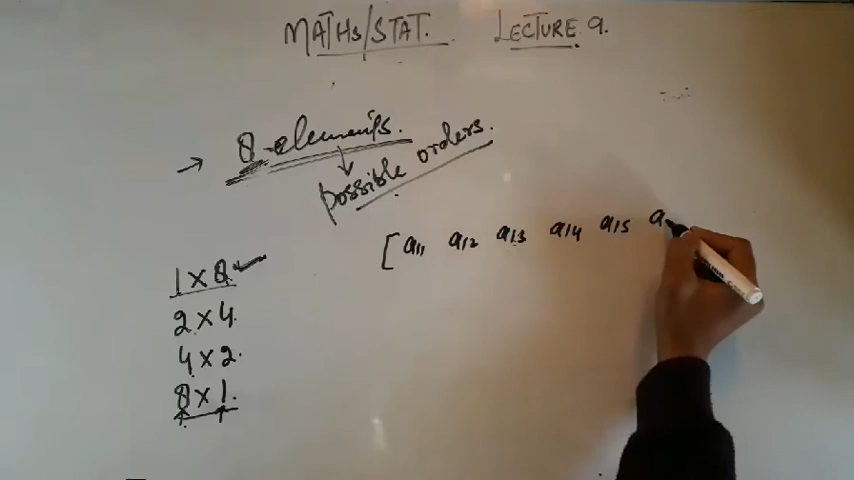 MATHs/STAT. LECTURE 9.
→ 8 elements.
↓
possible orders.
[ a11 a12 a13 a14 a15 a
1 × 8 ✓
2 × 4.
4 × 2.
8 × 1.